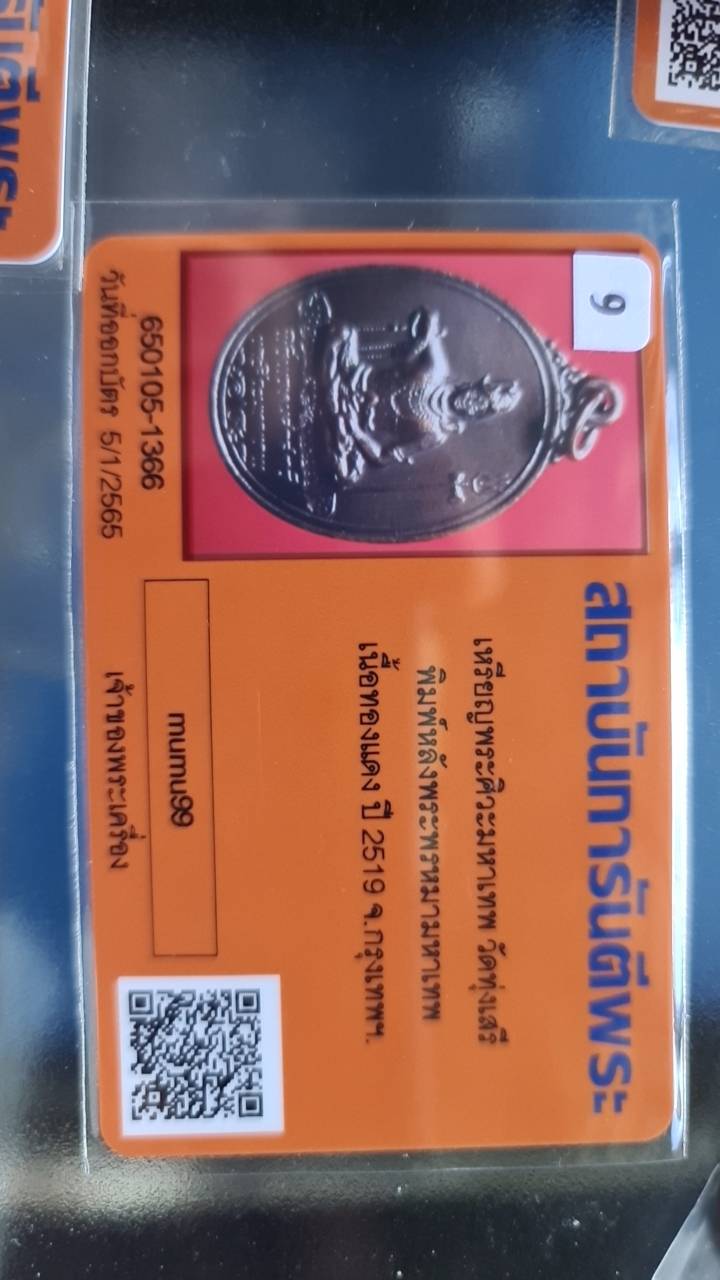 สถาบันการันตีพระ
9
เหรียญพระศิวะมหาเทพ วัดทุ่งเสรี
พิมพ์หลังพระพรหมามหาเทพ
เนื้อทองแดง ปี 2519 จ.กรุงเทพฯ.
650105-1366
วันที่ออกบัตร 5/1/2565
mumu99
เจ้าของพระเครื่อง